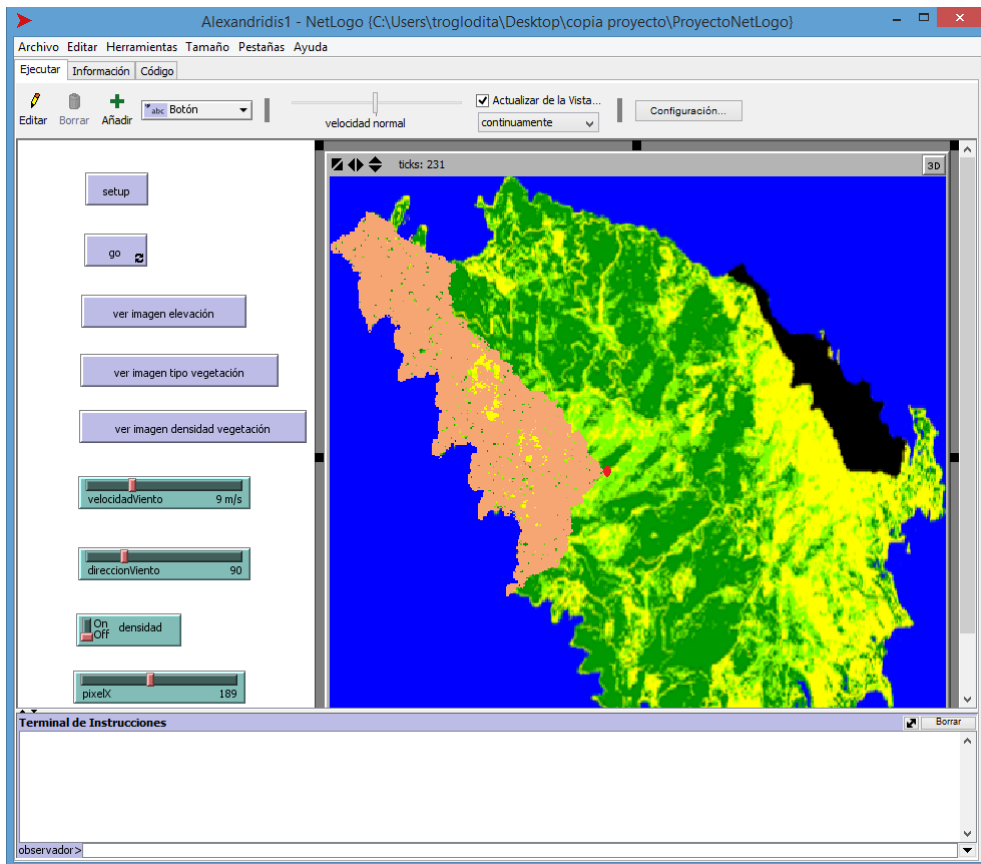 Alexandridis1 - NetLogo {C:\Users\troglodita\Desktop\copia proyecto\ProyectoNetLogo}
Archivo Editar Herramientas Tamaño Pestañas Ayuda
Ejecutar Información Código
Editar Borrar Añadir abc Botón velocidad normal Actualizar de la Vista... continuamente Configuración...
ticks: 231 3D
setup
go
ver imagen elevación
ver imagen tipo vegetación
ver imagen densidad vegetación
velocidadViento 9 m/s
direccionViento 90
On
Off densidad
pixelX 189
Terminal de Instrucciones Borrar
observador>